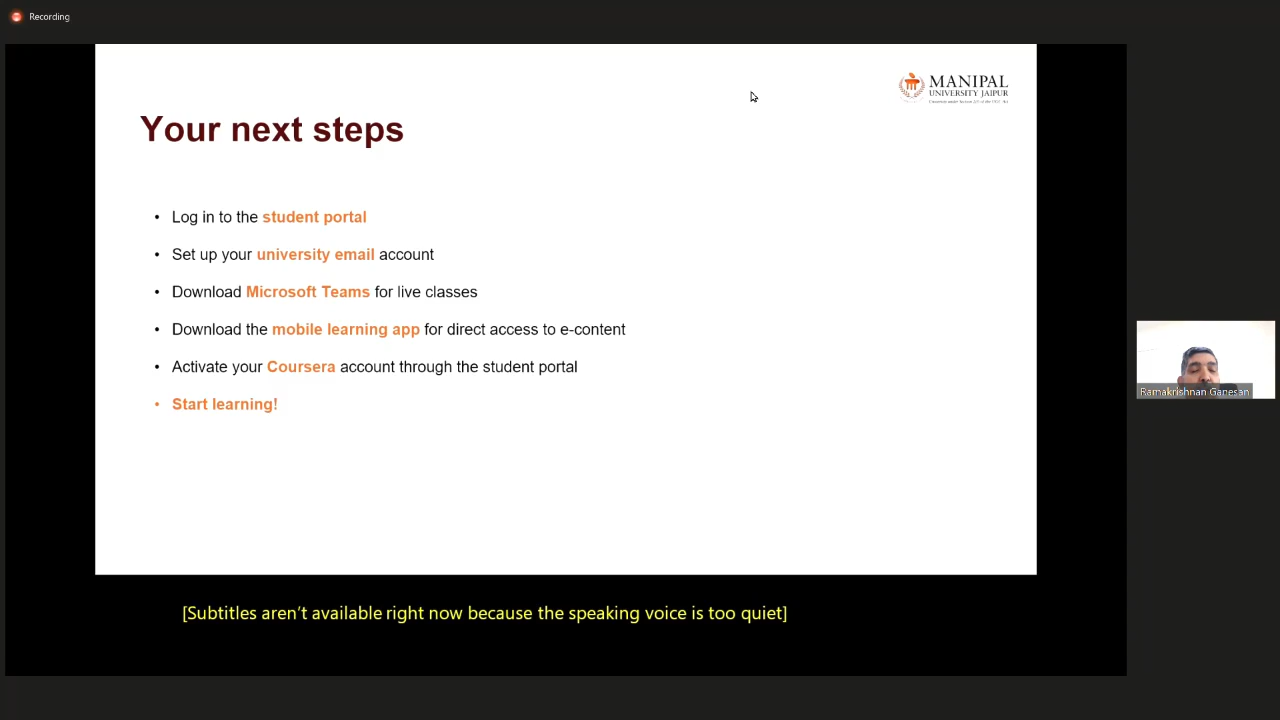 Recording
MANIPAL
UNIVERSITY JAIPUR
Your next steps
• Log in to the student portal
• Set up your university email account
• Download Microsoft Teams for live classes
• Download the mobile learning app for direct access to e-content
• Activate your Coursera account through the student portal
• Start learning!
Ramakrishnan Ganesan
[Subtitles aren't available right now because the speaking voice is too quiet]